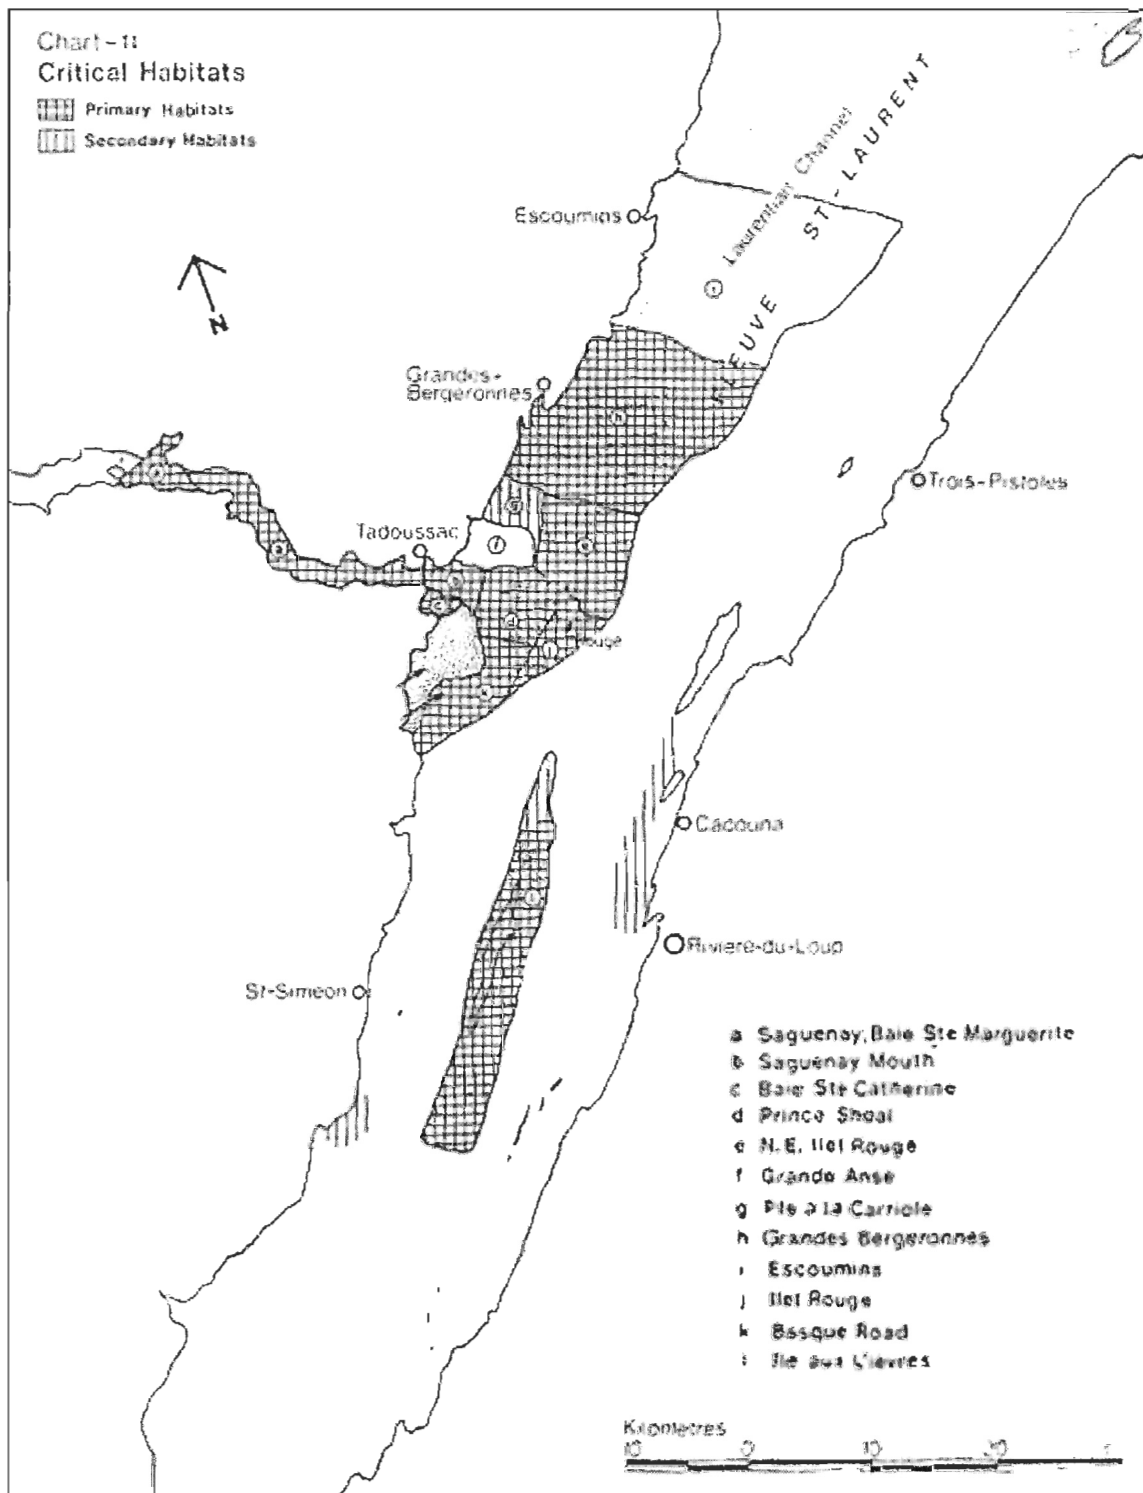 Chart-11
Critical Habitats
Primary Habitats
Secondary Habitats
Escoumins
Laurentian Channel
FLEUVE ST-LAURENT
i
Grandes-
Bergeronnes
h
Trois-Pistoles
a
g
Tadoussac
f
e
a
b
c
d
Rouge
j
k
N
Cacouna
l
Riviere-du-Loup
St-Simeon
a Saguenay, Baie Ste Marguerite
b Saguenay Mouth
c Baie Ste Catherine
d Prince Shoal
e N.E. Ilet Rouge
f Grande Anse
g Pte à la Carriole
h Grandes Bergeronnes
i Escoumins
j Ilet Rouge
k Basque Road
l Ile aux Lièvres
Kilometres
10 0 10 20